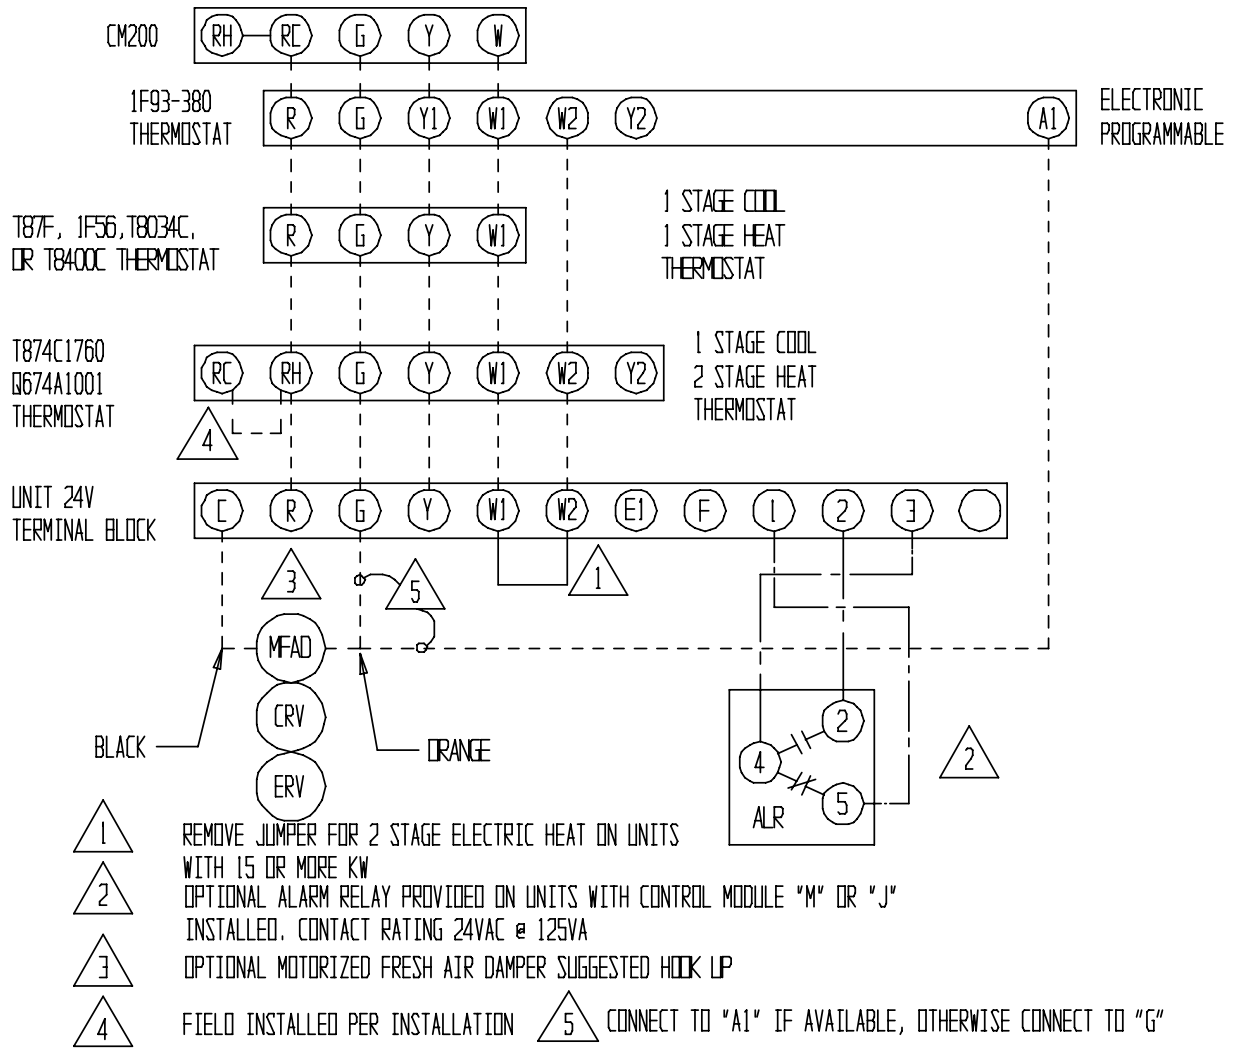 CM200 RH RC G Y W
1F93-380
THERMOSTAT
R G Y1 W1 W2 Y2 A1
ELECTRONIC
PROGRAMMABLE
T87F, 1F56, T8034C,
OR T8400C THERMOSTAT
R G Y W1
1 STAGE COOL
1 STAGE HEAT
THERMOSTAT
T874C1760
Q674A1001
THERMOSTAT
RC RH G Y W1 W2 Y2
1 STAGE COOL
2 STAGE HEAT
THERMOSTAT
4
UNIT 24V
TERMINAL BLOCK
C R G Y W1 W2 E1 F 1 2 3
3
5
1
MFAD
CRV
ERV
BLACK
ORANGE
2
4
5
ALR
2
1 REMOVE JUMPER FOR 2 STAGE ELECTRIC HEAT ON UNITS
WITH 15 OR MORE KW
2 OPTIONAL ALARM RELAY PROVIDED ON UNITS WITH CONTROL MODULE "M" OR "J"
INSTALLED. CONTACT RATING 24VAC @ 125VA
3 OPTIONAL MOTORIZED FRESH AIR DAMPER SUGGESTED HOOK UP
4 FIELD INSTALLED PER INSTALLATION
5 CONNECT TO "A1" IF AVAILABLE, OTHERWISE CONNECT TO "G"